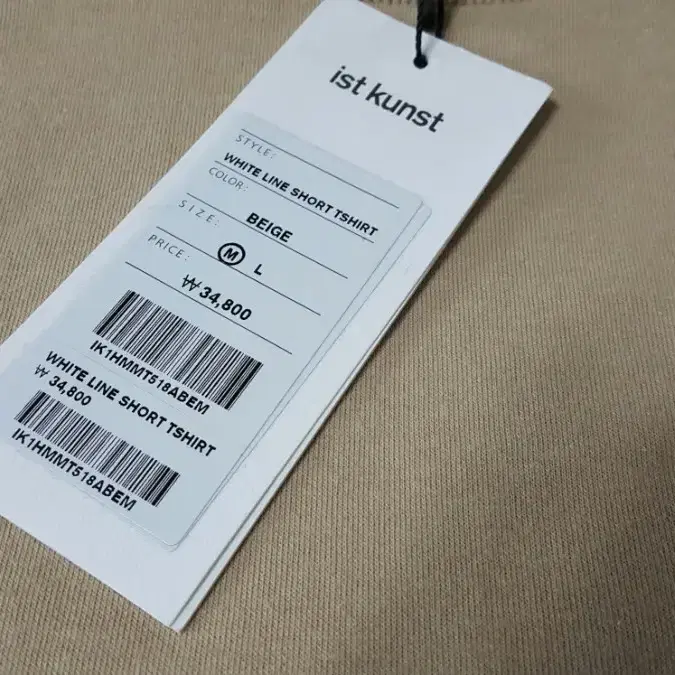 ist kunst
STYLE:
WHITE LINE SHORT TSHIRT
COLOR:
BEIGE
SIZE:
M L
PRICE:
₩ 34,800
IK1HMMT518ABEM
WHITE LINE SHORT TSHIRT
₩ 34,800
IK1HMMT518ABEM